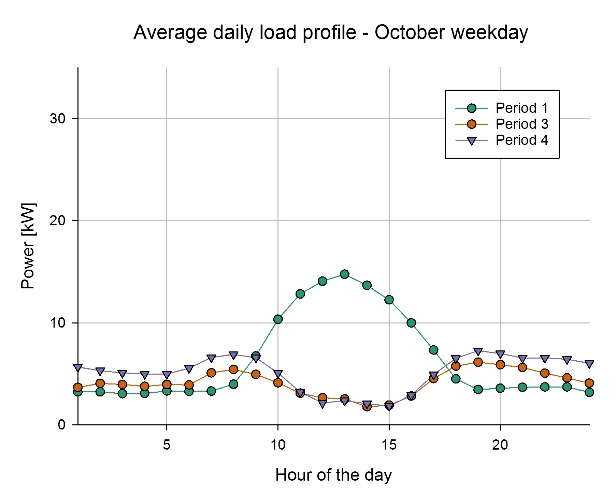 Average daily load profile - October weekday
Period 1
Period 3
Period 4
30
20
10
0
Power [kW]
5
10
15
20
Hour of the day